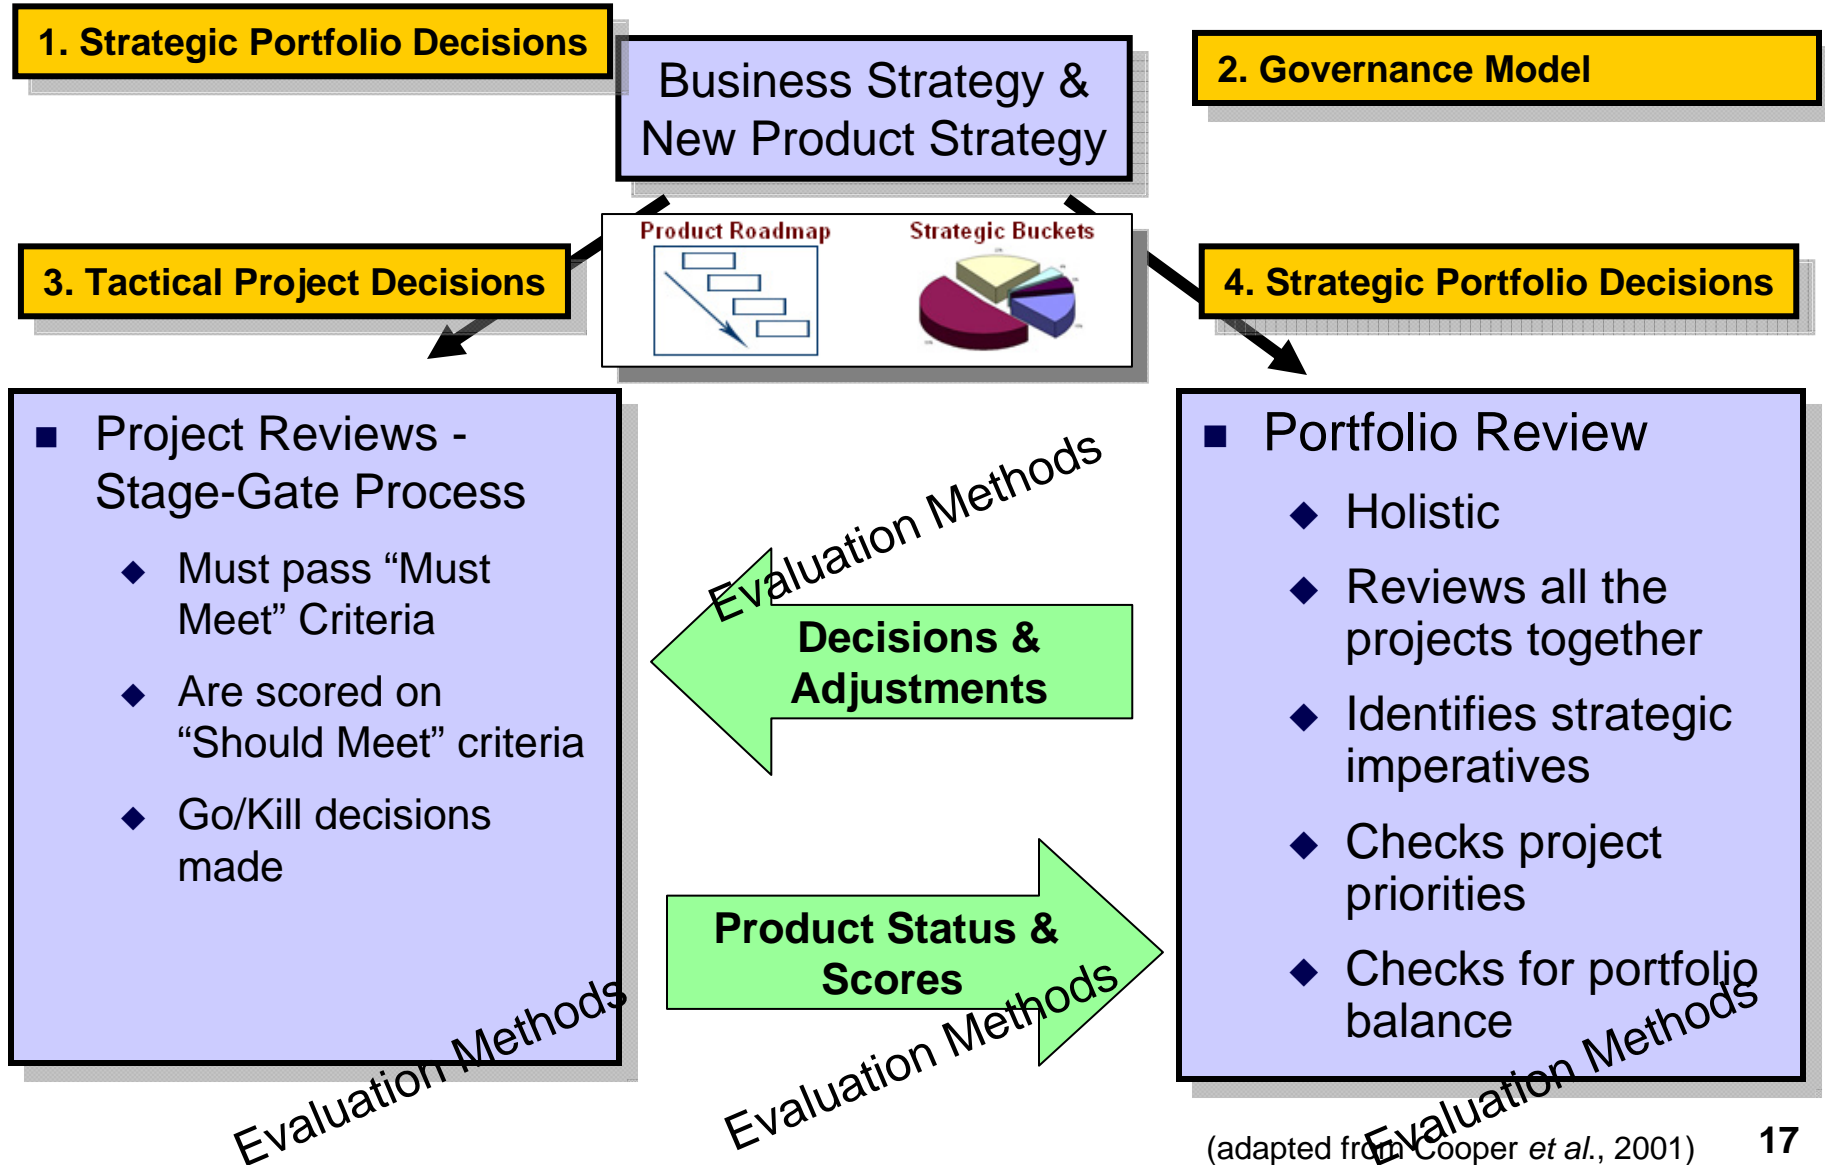 1. Strategic Portfolio Decisions
Business Strategy &
New Product Strategy
2. Governance Model
Product Roadmap
Strategic Buckets
3. Tactical Project Decisions
4. Strategic Portfolio Decisions
Project Reviews -
Stage-Gate Process
Must pass “Must
Meet” Criteria
Are scored on
“Should Meet” criteria
Go/Kill decisions
made
Evaluation Methods
Evaluation Methods
Decisions &
Adjustments
Product Status &
Scores
Evaluation Methods
Portfolio Review
Holistic
Reviews all the
projects together
Identifies strategic
imperatives
Checks project
priorities
Checks for portfolio
balance
Evaluation Methods
(adapted from Cooper et al., 2001)
17